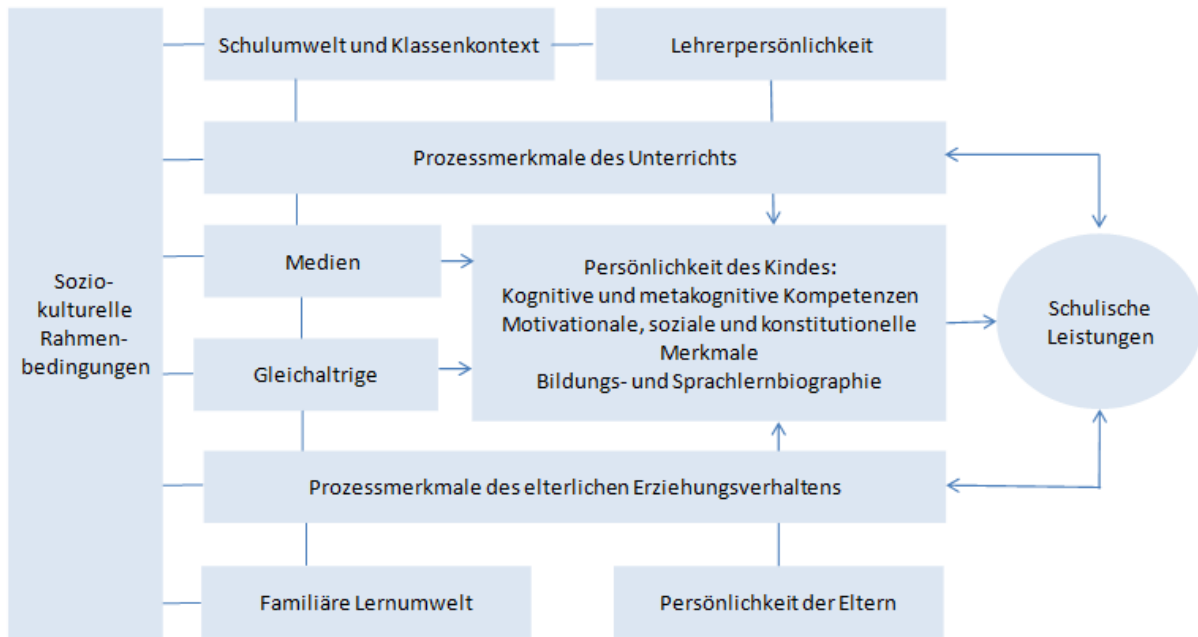 Schulumwelt und Klassenkontext
Lehrerpersönlichkeit
Prozessmerkmale des Unterrichts
Medien
Sozio-
kulturelle
Rahmen-
bedingungen
Persönlichkeit des Kindes:
Kognitive und metakognitive Kompetenzen
Motivationale, soziale und konstitutionelle
Merkmale
Bildungs- und Sprachlernbiographie
Schulische
Leistungen
Gleichaltrige
Prozessmerkmale des elterlichen Erziehungsverhaltens
Familiäre Lernumwelt
Persönlichkeit der Eltern